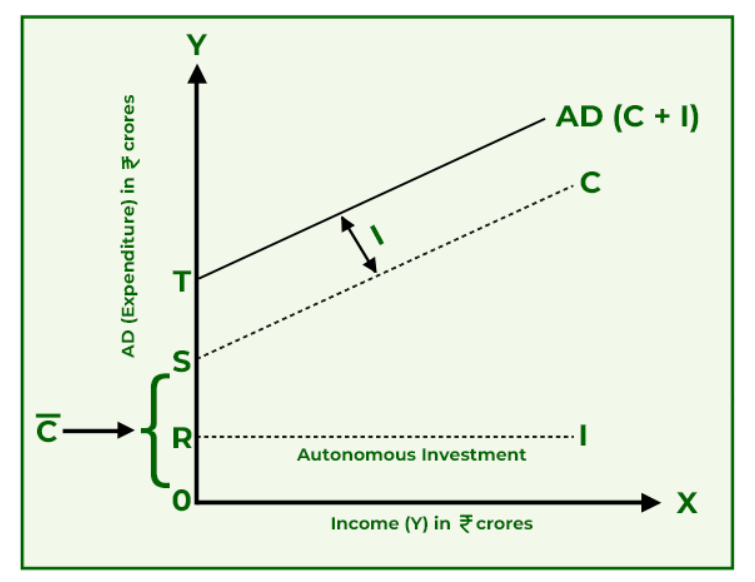 Y
AD (Expenditure) in ₹ crores
AD (C + I)
C
I
T
S
C̅
R
I
Autonomous Investment
0
X
Income (Y) in ₹ crores